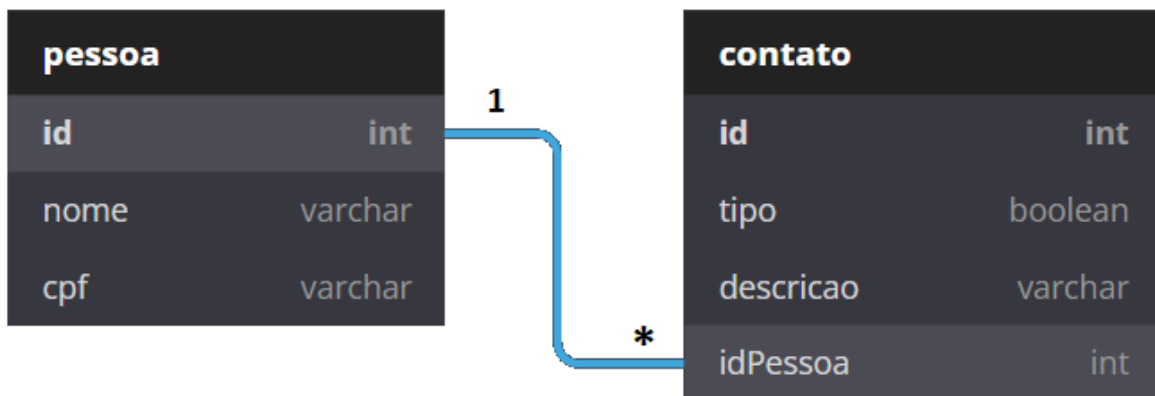 pessoa
id int
nome varchar
cpf varchar
1
*
contato
id int
tipo boolean
descricao varchar
idPessoa int